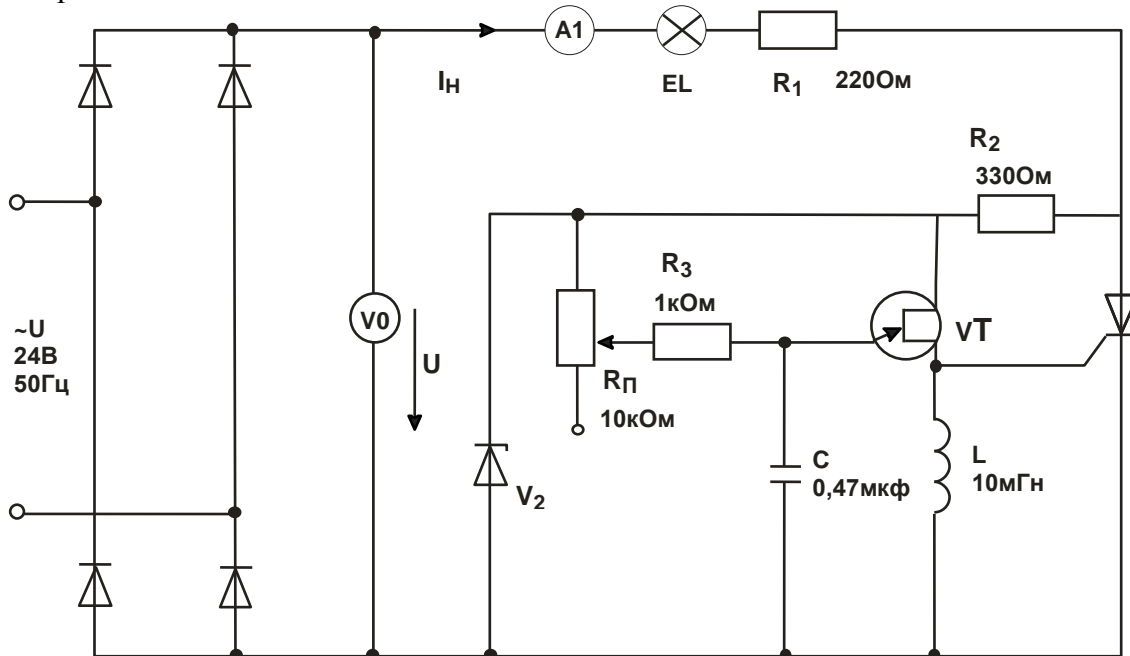 A1
I_Н
EL
R₁
220Ом
R₂
330Ом
R₃
1кОм
~U
24В
50Гц
V0
U
R_П
10кОм
VT
V₂
C
0,47мкф
L
10мГн